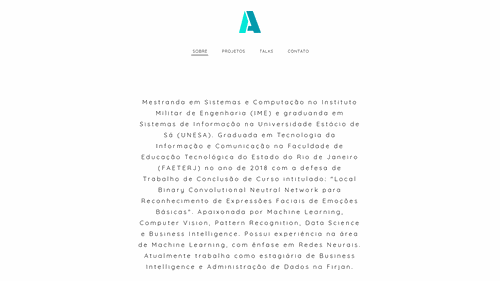 A
SOBRE PROJETOS TALKS CONTATO
Mestranda em Sistemas e Computação no Instituto
Militar de Engenharia (IME) e graduanda em
Sistemas de Informação na Universidade Estácio de
Sá (UNESA). Graduada em Tecnologia da
Informação e Comunicação na Faculdade de
Educação Tecnológica do Estado do Rio de Janeiro
(FAETERJ) no ano de 2018 com a defesa de
Trabalho de Conclusão de Curso intitulado: "Local
Binary Convolutional Neutral Network para
Reconhecimento de Expressões Faciais de Emoções
Básicas". Apaixonada por Machine Learning,
Computer Vision, Pattern Recognition, Data Science
e Business Intelligence. Possui experiência na área
de Machine Learning, com ênfase em Redes Neurais.
Atualmente trabalha como estagiária de Business
Intelligence e Administração de Dados na Firjan.